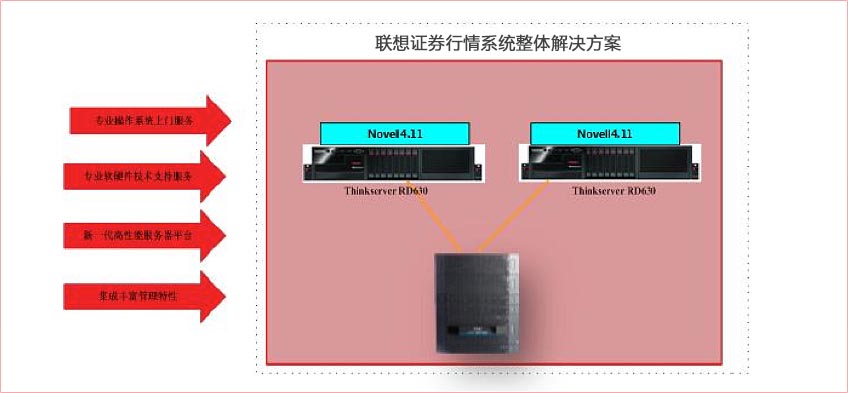 联想证券行情系统整体解决方案
专业操作系统上门服务
专业软硬件技术支持服务
新一代高性能服务器平台
集成丰富管理特性
Novell4.11
Novell4.11
Thinkserver RD630
Thinkserver RD630